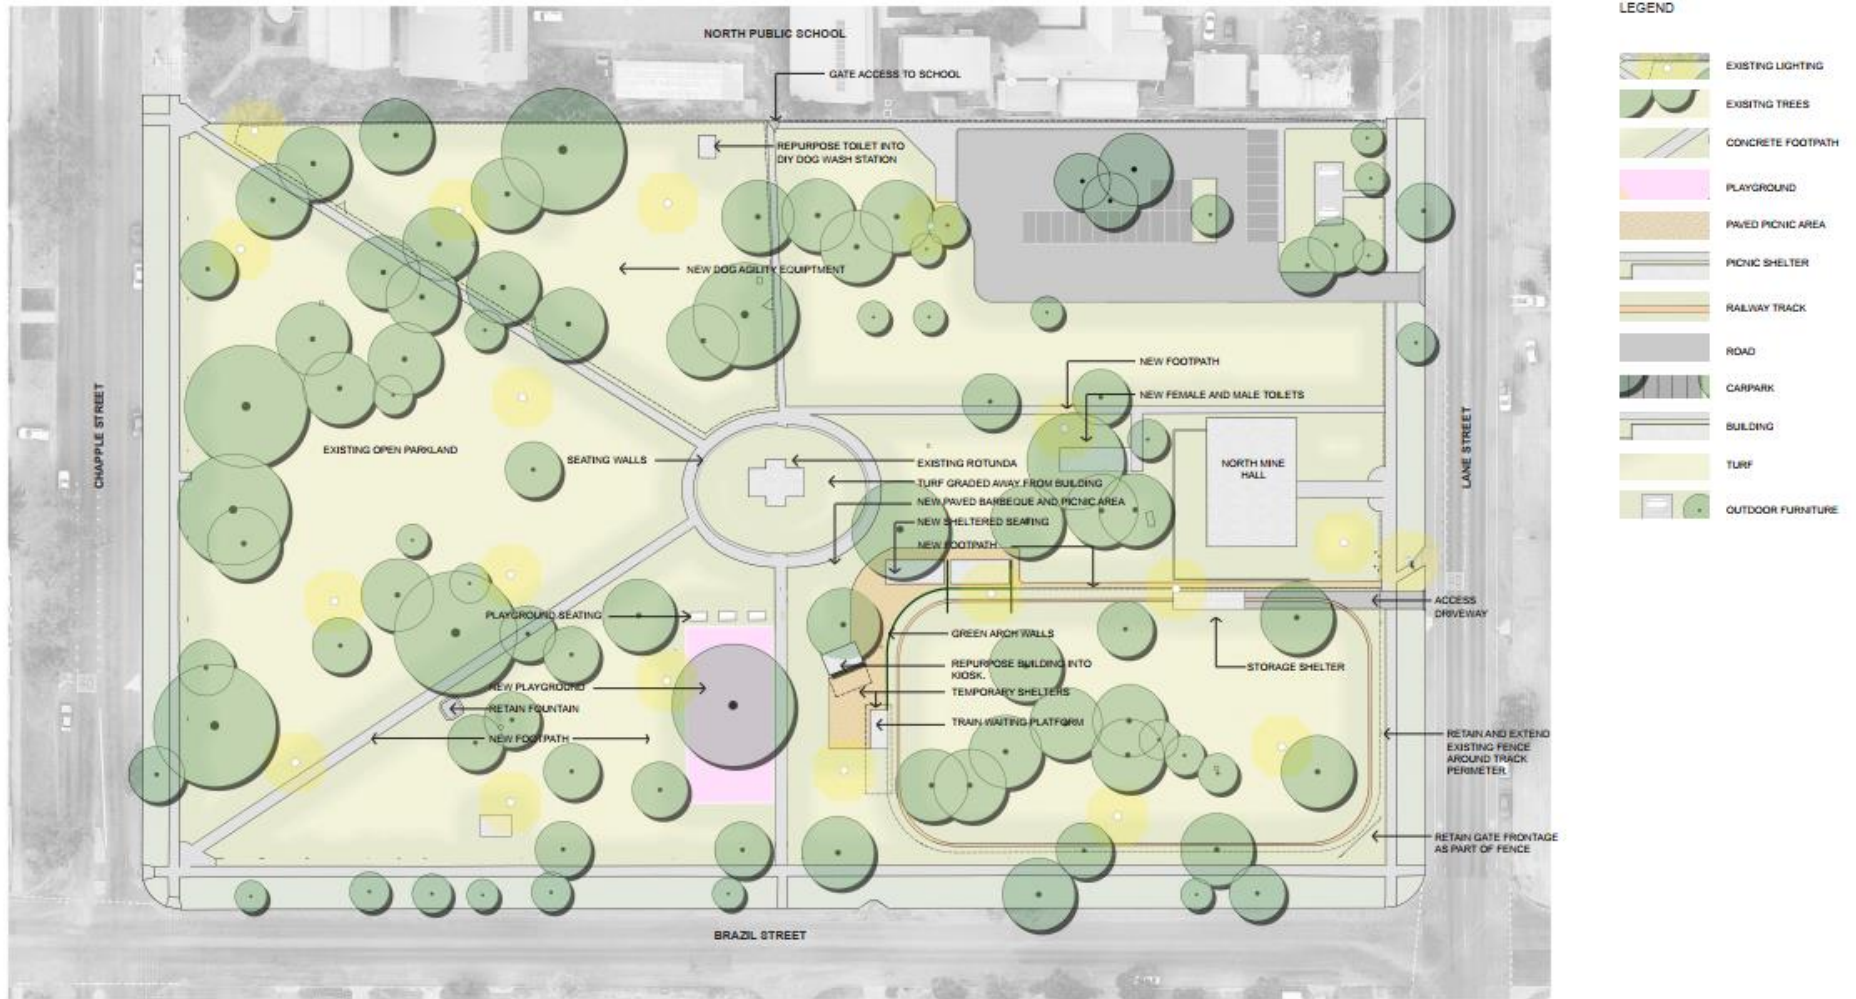 LEGEND
NORTH PUBLIC SCHOOL
GATE ACCESS TO SCHOOL
REPURPOSE TOILET INTO
DIY DOG WASH STATION
NEW DOG AGILITY EQUIPTMENT
CHAPPLE STREET
EXISTING OPEN PARKLAND
SEATING WALLS
NEW FOOTPATH
NEW FEMALE AND MALE TOILETS
LANE STREET
EXISTING ROTUNDA
TURF GRADED AWAY FROM BUILDING
NEW PAVED BARBEQUE AND PICNIC AREA
NEW SHELTERED SEATING
NEW FOOTPATH
NORTH MINE
HALL
PLAYGROUND SEATING
ACCESS
DRIVEWAY
GREEN ARCH WALLS
REPURPOSE BUILDING INTO
KIOSK.
STORAGE SHELTER
NEW PLAYGROUND
TEMPORARY SHELTERS
RETAIN FOUNTAIN
TRAIN WAITING PLATFORM
NEW FOOTPATH
RETAIN AND EXTEND
EXISTING FENCE
AROUND TRACK
PERIMETER
RETAIN GATE FRONTAGE
AS PART OF FENCE
BRAZIL STREET
EXISTING LIGHTING
EXISITNG TREES
CONCRETE FOOTPATH
PLAYGROUND
PAVED PICNIC AREA
PICNIC SHELTER
RAILWAY TRACK
ROAD
CARPARK
BUILDING
TURF
OUTDOOR FURNITURE